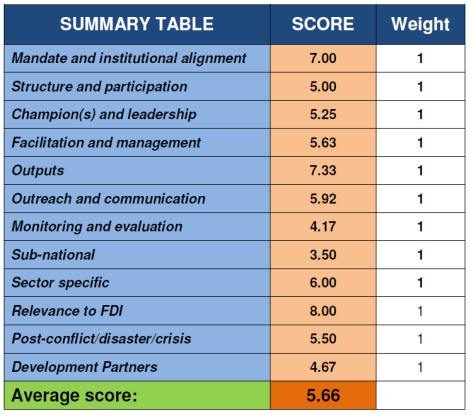 SUMMARY TABLE SCORE Weight
Mandate and institutional alignment 7.00 1
Structure and participation 5.00 1
Champion(s) and leadership 5.25 1
Facilitation and management 5.63 1
Outputs 7.33 1
Outreach and communication 5.92 1
Monitoring and evaluation 4.17 1
Sub-national 3.50 1
Sector specific 6.00 1
Relevance to FDI 8.00 1
Post-conflict/disaster/crisis 5.50 1
Development Partners 4.67 1
Average score: 5.66